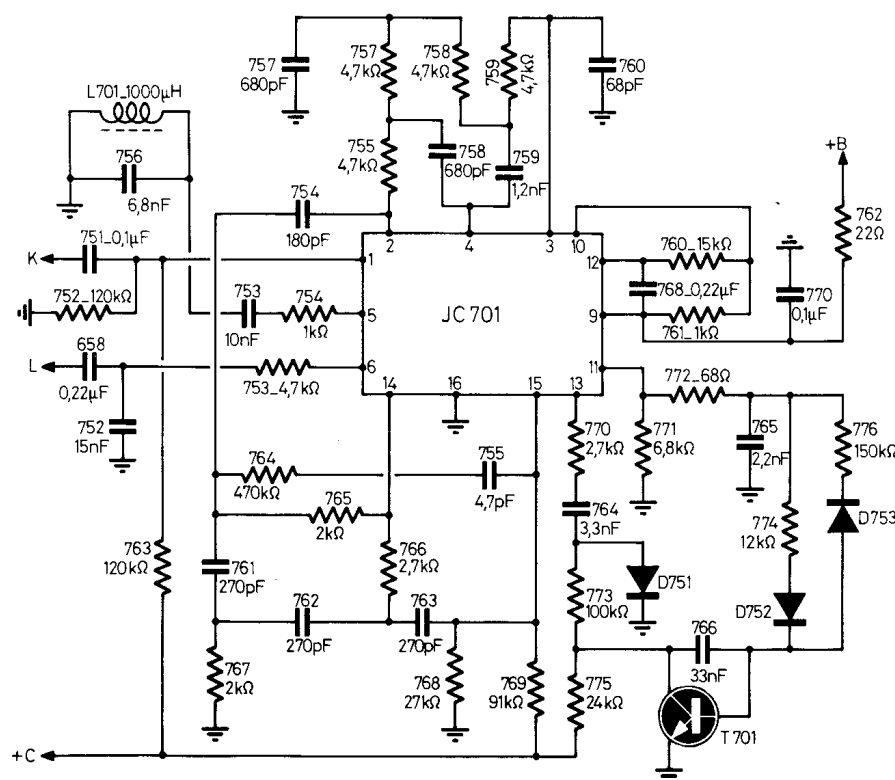 757
680pF
757
4,7kΩ
758
4,7kΩ
759
4,7kΩ
760
68pF
L701_1000µH
756
6,8nF
755
4,7kΩ
758
680pF
759
1,2nF
+B
762
22Ω
754
180pF
2
4
3
10
K
751_0,1µF
1
12
760_15kΩ
752_120kΩ
753
10nF
754
1kΩ
5
JC701
768_0,22µF
9
761_1kΩ
770
0,1µF
L
658
0,22µF
753_4,7kΩ
6
11
772_68Ω
752
15nF
14
16
15
13
770
2,7kΩ
771
6,8kΩ
765
2,2nF
776
150kΩ
764
470kΩ
755
4,7pF
764
3,3nF
774
12kΩ
D753
765
2kΩ
763
120kΩ
761
270pF
766
2,7kΩ
773
100kΩ
D751
D752
762
270pF
763
270pF
766
33nF
767
2kΩ
768
27kΩ
769
91kΩ
775
24kΩ
T701
+C